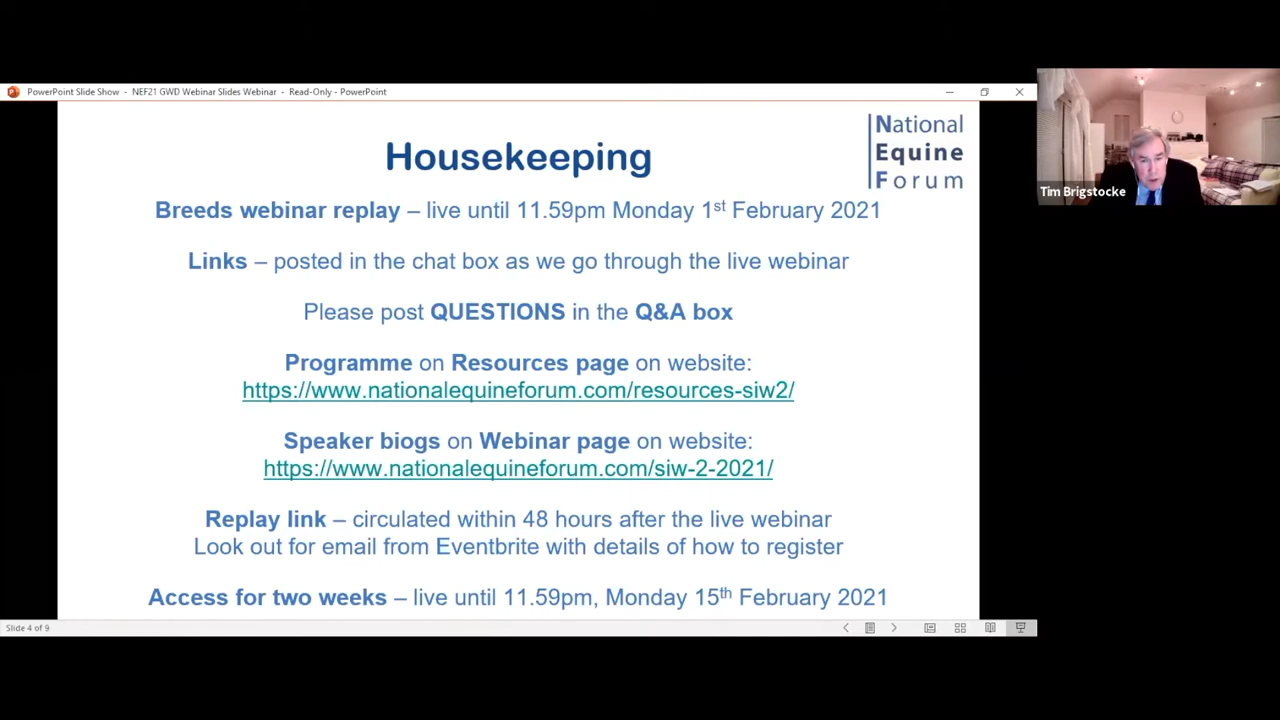 PowerPoint Slide Show - NEF21 GWD Webinar Slides Webinar - Read-Only - PowerPoint
National
Equine
Forum
Housekeeping
Tim Brigstocke
Breeds webinar replay – live until 11.59pm Monday 1st February 2021
Links – posted in the chat box as we go through the live webinar
Please post QUESTIONS in the Q&A box
Programme on Resources page on website:
https://www.nationalequineforum.com/resources-siw2/
Speaker biogs on Webinar page on website:
https://www.nationalequineforum.com/siw-2-2021/
Replay link – circulated within 48 hours after the live webinar
Look out for email from Eventbrite with details of how to register
Access for two weeks – live until 11.59pm, Monday 15th February 2021
Slide 4 of 9